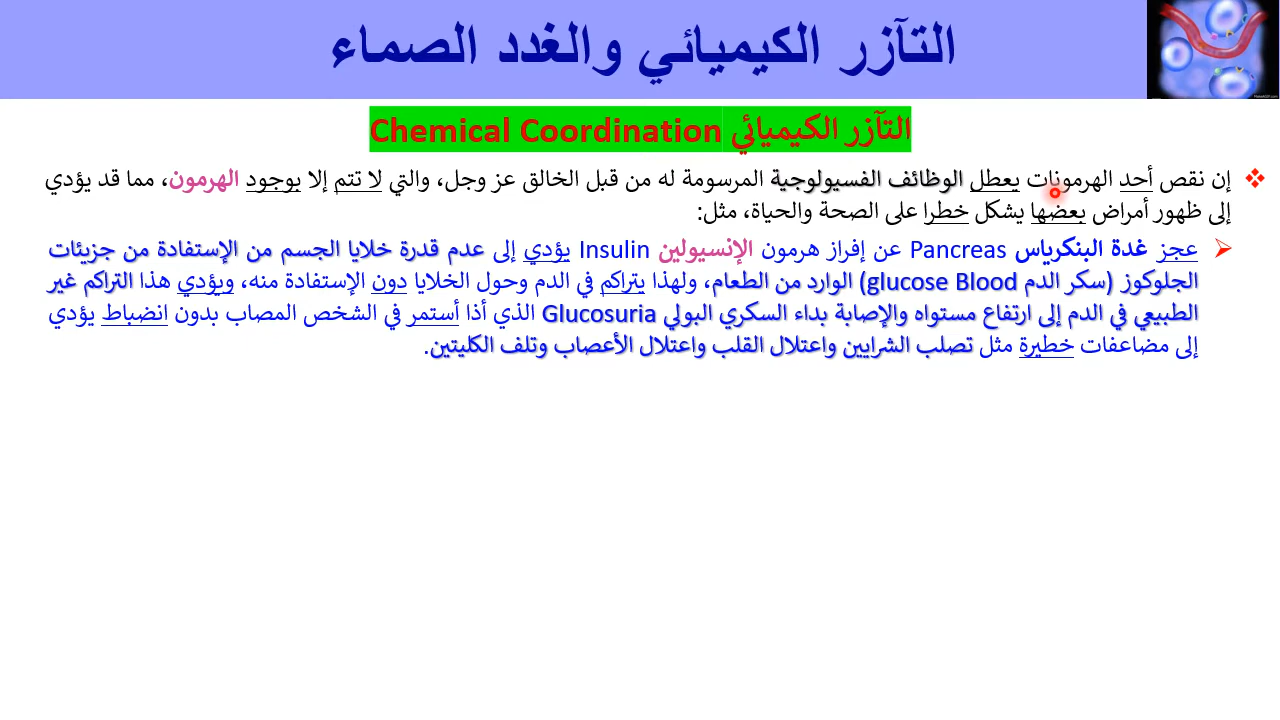 التآزر الكيميائي والغدد الصماء
التآزر الكيميائي Chemical Coordination
إن نقص أحد الهرمونات يعطل الوظائف الفسيولوجية المرسومة له من قبل الخالق عز وجل، والتي لا تتم إلا بوجود الهرمون، مما قد يؤدي
إلى ظهور أمراض بعضها يشكل خطرا على الصحة والحياة، مثل:
عجز غدة البنكرياس Pancreas عن إفراز هرمون الإنسيولين Insulin يؤدي إلى عدم قدرة خلايا الجسم من الإستفادة من جزيئات
الجلوكوز (سكر الدم glucose Blood) الوارد من الطعام، ولهذا يتراكم في الدم وحول الخلايا دون الإستفادة منه، ويؤدي هذا التراكم غير
الطبيعي في الدم إلى ارتفاع مستواه والإصابة بداء السكري البولي Glucosuria الذي أذا أستمر في الشخص المصاب بدون انضباط يؤدي
إلى مضاعفات خطيرة مثل تصلب الشرايين واعتلال القلب واعتلال الأعصاب وتلف الكليتين.